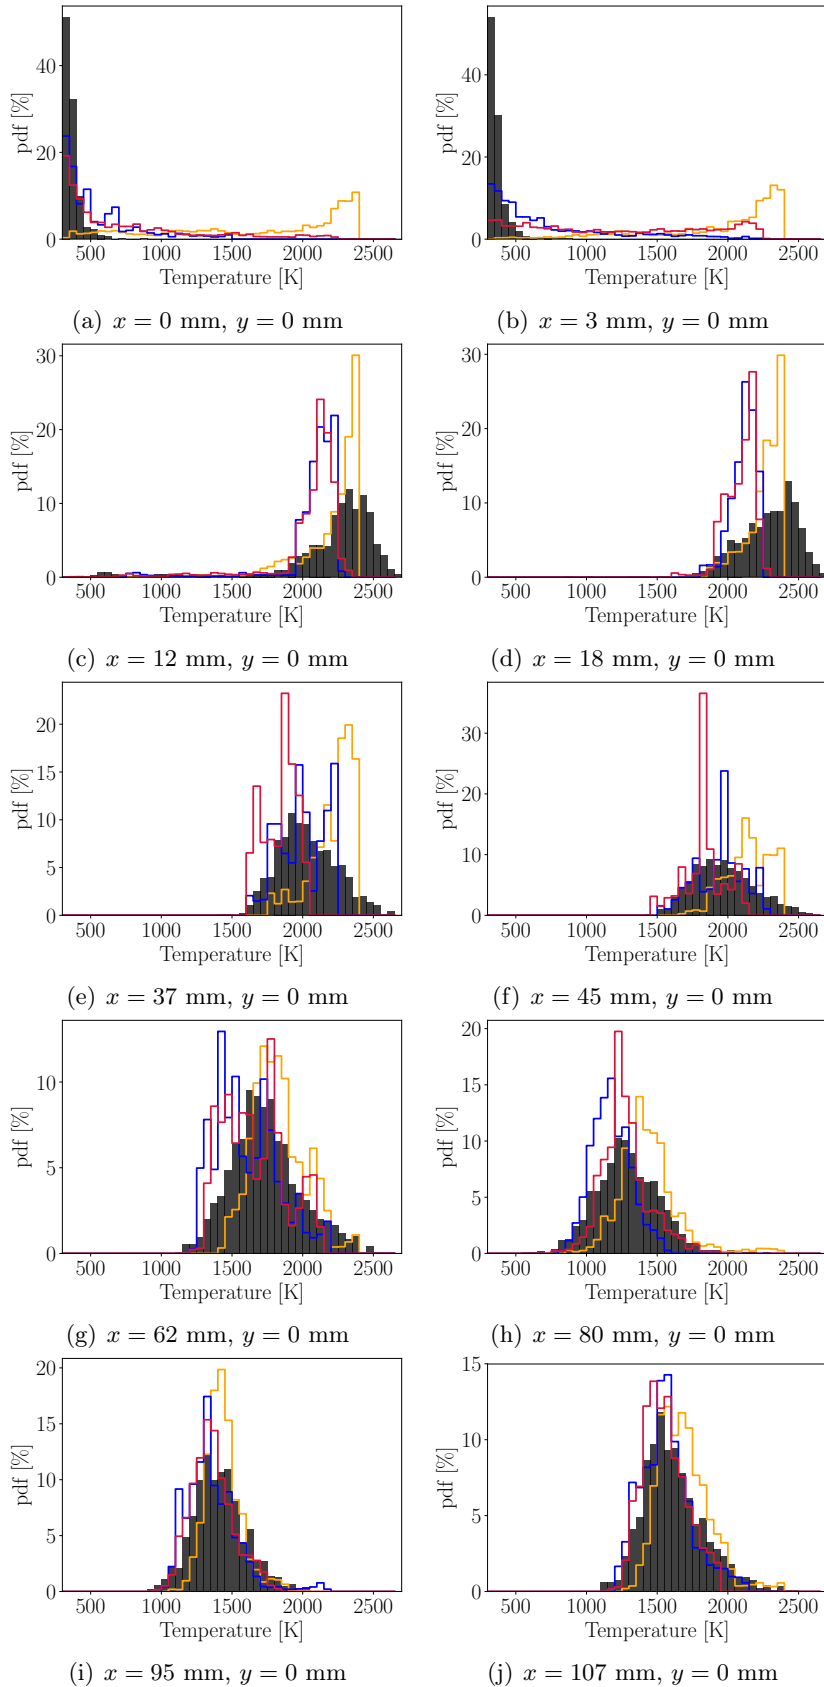 pdf [%]
40
20
0
500 1000 1500 2000 2500
Temperature [K]
(a) x = 0 mm, y = 0 mm
pdf [%]
40
20
0
500 1000 1500 2000 2500
Temperature [K]
(b) x = 3 mm, y = 0 mm
pdf [%]
30
20
10
0
500 1000 1500 2000 2500
Temperature [K]
(c) x = 12 mm, y = 0 mm
pdf [%]
30
20
10
0
500 1000 1500 2000 2500
Temperature [K]
(d) x = 18 mm, y = 0 mm
pdf [%]
20
15
10
5
0
500 1000 1500 2000 2500
Temperature [K]
(e) x = 37 mm, y = 0 mm
pdf [%]
30
20
10
0
500 1000 1500 2000 2500
Temperature [K]
(f) x = 45 mm, y = 0 mm
pdf [%]
10
5
0
500 1000 1500 2000 2500
Temperature [K]
(g) x = 62 mm, y = 0 mm
pdf [%]
20
15
10
5
0
500 1000 1500 2000 2500
Temperature [K]
(h) x = 80 mm, y = 0 mm
pdf [%]
20
15
10
5
0
500 1000 1500 2000 2500
Temperature [K]
(i) x = 95 mm, y = 0 mm
pdf [%]
15
10
5
0
500 1000 1500 2000 2500
Temperature [K]
(j) x = 107 mm, y = 0 mm